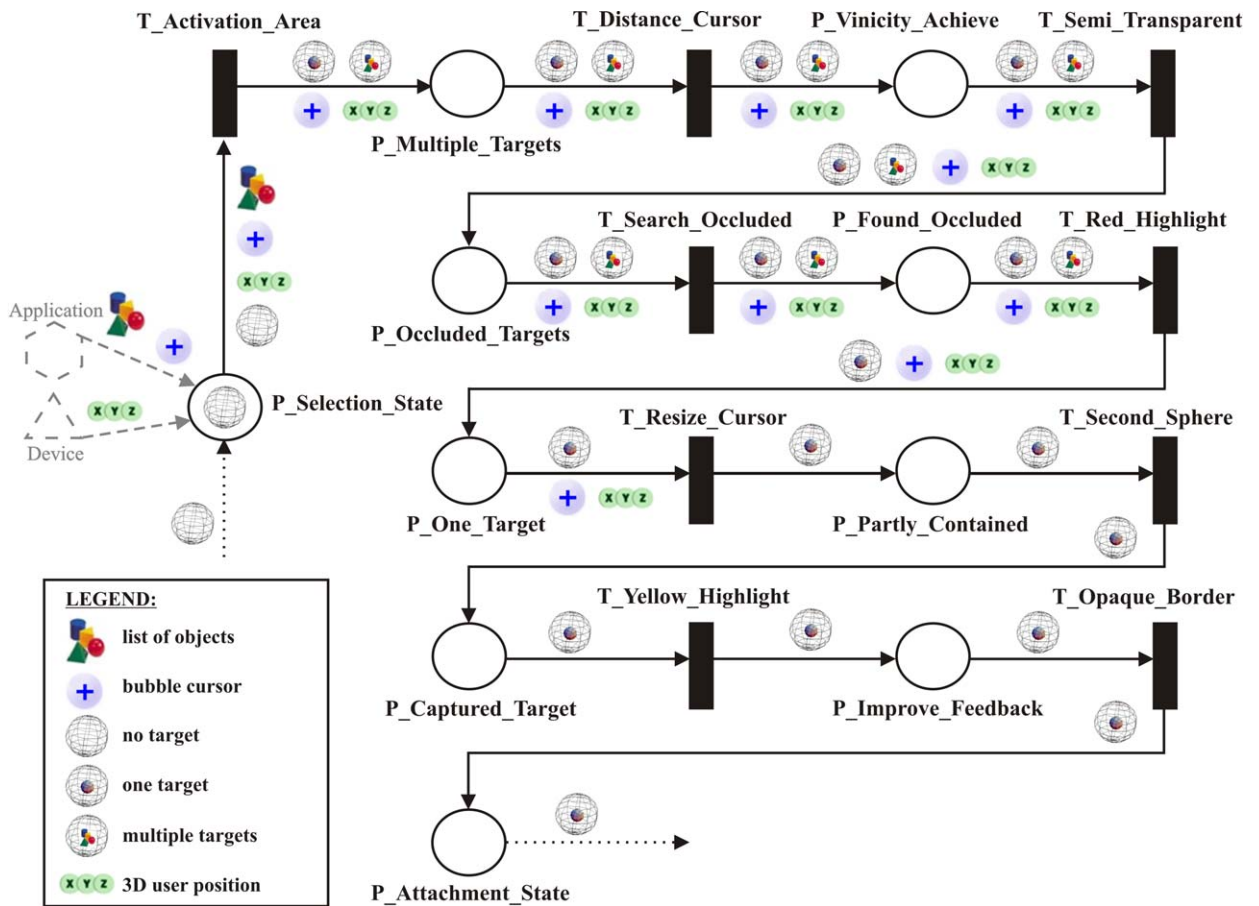 T_Activation_Area
T_Distance_Cursor
P_Vinicity_Achieve
T_Semi_Transparent
X Y Z
X Y Z
X Y Z
X Y Z
P_Multiple_Targets
X Y Z
T_Search_Occluded
P_Found_Occluded
T_Red_Highlight
X Y Z
Application
X Y Z
X Y Z
X Y Z
P_Occluded_Targets
X Y Z
X Y Z
Device
P_Selection_State
T_Resize_Cursor
T_Second_Sphere
X Y Z
P_One_Target
P_Partly_Contained
LEGEND:
list of objects
bubble cursor
no target
one target
multiple targets
X Y Z 3D user position
T_Yellow_Highlight
T_Opaque_Border
P_Captured_Target
P_Improve_Feedback
P_Attachment_State